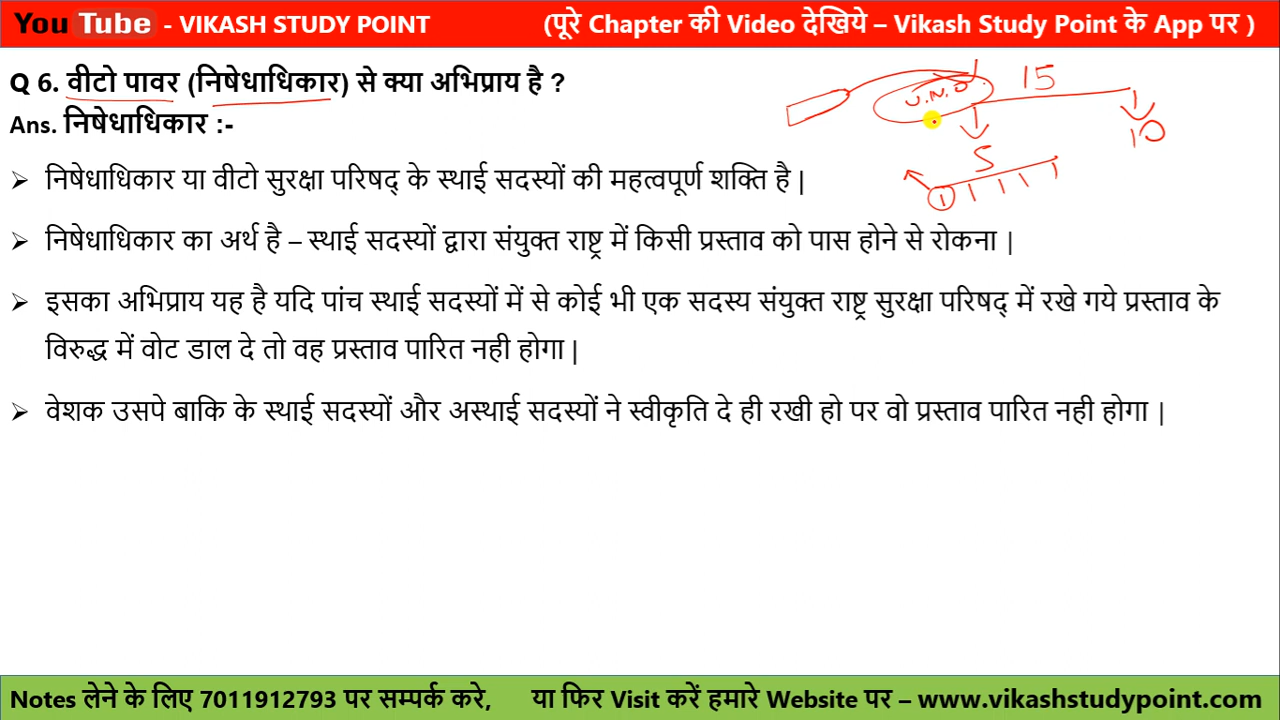 You Tube - VIKASH STUDY POINT (पूरे Chapter की Video देखिये – Vikash Study Point के App पर )
Q 6. वीटो पावर (निषेधाधिकार) से क्या अभिप्राय है ?
Ans. निषेधाधिकार :-
U.N.O. 15
5 10
1
➢ निषेधाधिकार या वीटो सुरक्षा परिषद् के स्थाई सदस्यों की महत्वपूर्ण शक्ति है |
➢ निषेधाधिकार का अर्थ है – स्थाई सदस्यों द्वारा संयुक्त राष्ट्र में किसी प्रस्ताव को पास होने से रोकना |
➢ इसका अभिप्राय यह है यदि पांच स्थाई सदस्यों में से कोई भी एक सदस्य संयुक्त राष्ट्र सुरक्षा परिषद् में रखे गये प्रस्ताव के
विरुद्ध में वोट डाल दे तो वह प्रस्ताव पारित नही होगा |
➢ वेशक उसपे बाकि के स्थाई सदस्यों और अस्थाई सदस्यों ने स्वीकृति दे ही रखी हो पर वो प्रस्ताव पारित नही होगा |
Notes लेने के लिए 7011912793 पर सम्पर्क करे, या फिर Visit करें हमारे Website पर – www.vikashstudypoint.com